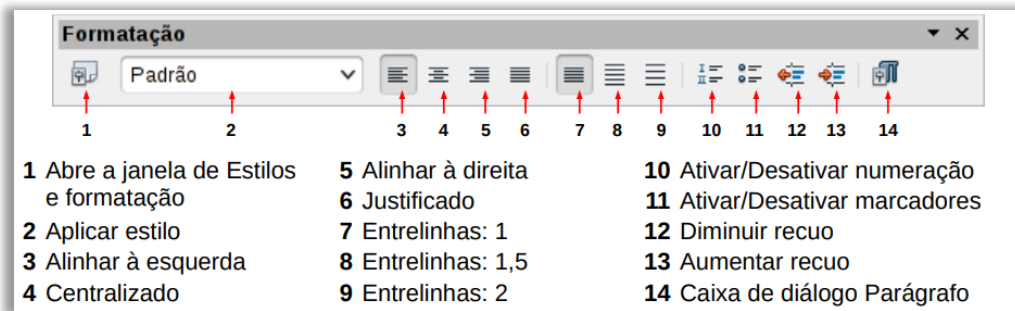 Formatação
Padrão
1 2 3 4 5 6 7 8 9 10 11 12 13 14
1 Abre a janela de Estilos
e formatação
2 Aplicar estilo
3 Alinhar à esquerda
4 Centralizado
5 Alinhar à direita
6 Justificado
7 Entrelinhas: 1
8 Entrelinhas: 1,5
9 Entrelinhas: 2
10 Ativar/Desativar numeração
11 Ativar/Desativar marcadores
12 Diminuir recuo
13 Aumentar recuo
14 Caixa de diálogo Parágrafo